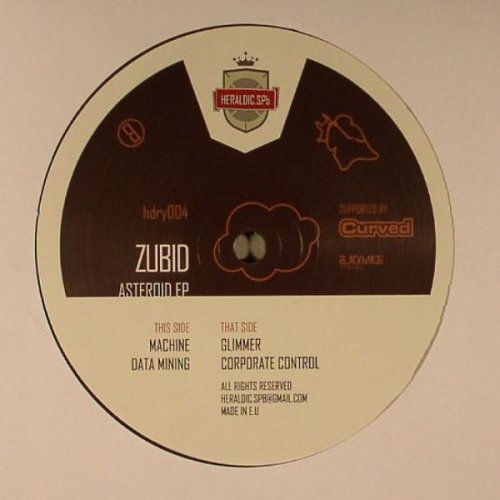 HERALDIC.SPb
hdry004
SUPPORTED BY
Curved
ZUBID
ASTEROID EP
THIS SIDE
MACHINE
DATA MINING
THAT SIDE
GLIMMER
CORPORATE CONTROL
ALL RIGHTS RESERVED
HERALDIC.SPB@GMAIL.COM
MADE IN E.U